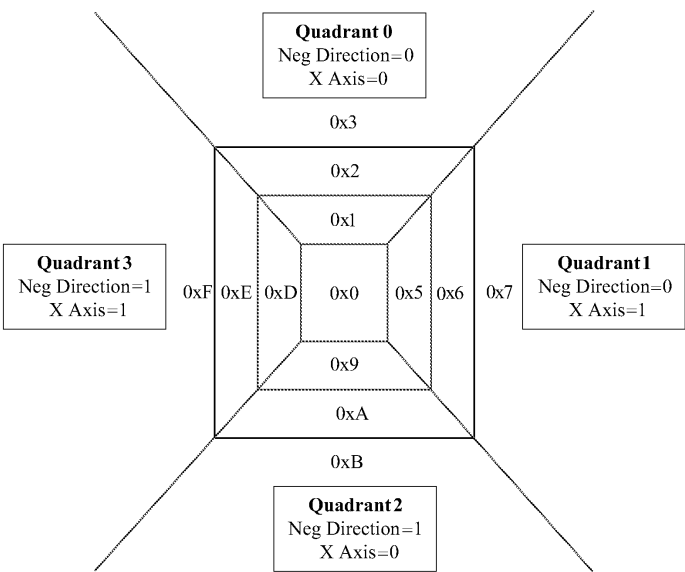 Quadrant 0
Neg Direction=0
X Axis=0
0x3
0x2
0x1
Quadrant 3
Neg Direction=1
X Axis=1
0xF 0xE 0xD 0x0 0x5 0x6 0x7
Quadrant 1
Neg Direction=0
X Axis=1
0x9
0xA
0xB
Quadrant 2
Neg Direction=1
X Axis=0